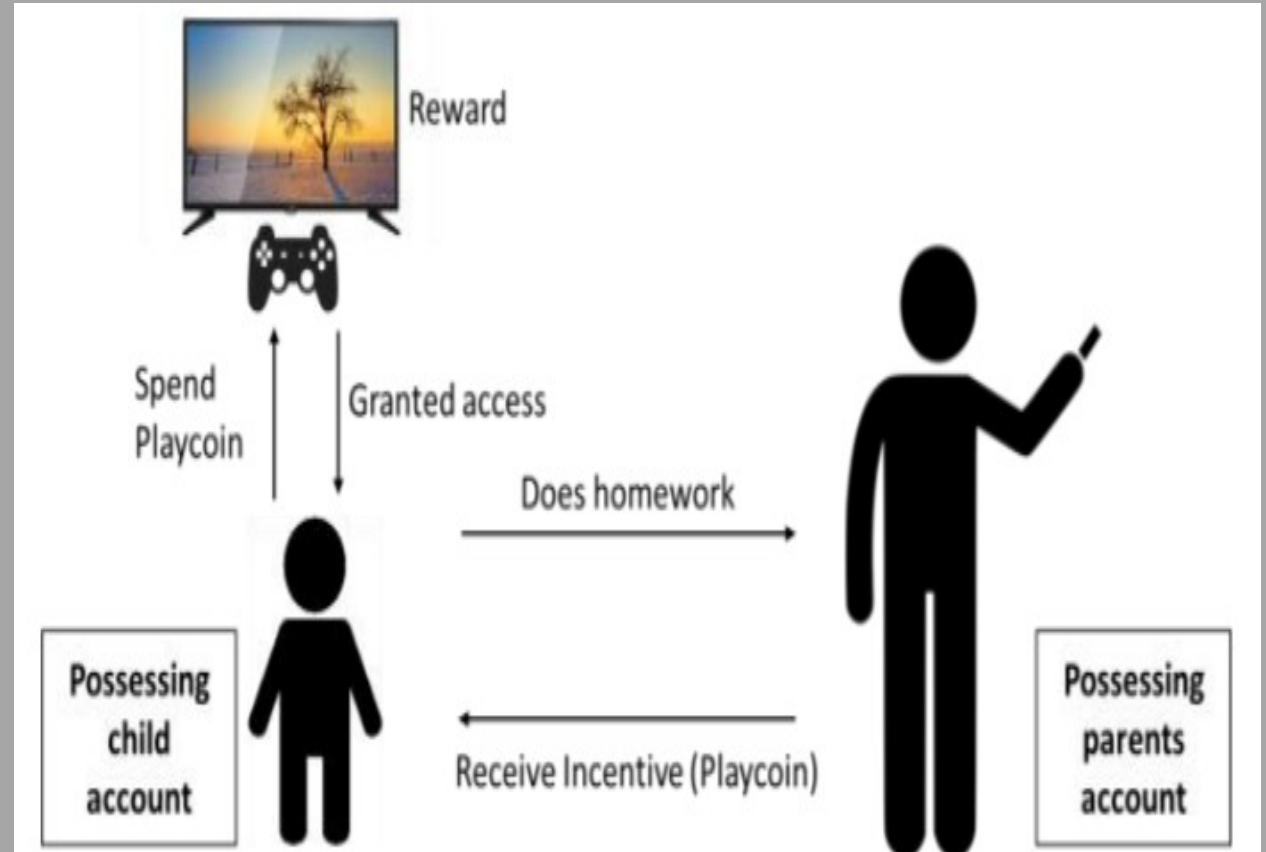 Reward
Spend
Playcoin
Granted access
Does homework
Possessing
child
account
Receive Incentive (Playcoin)
Possessing
parents
account